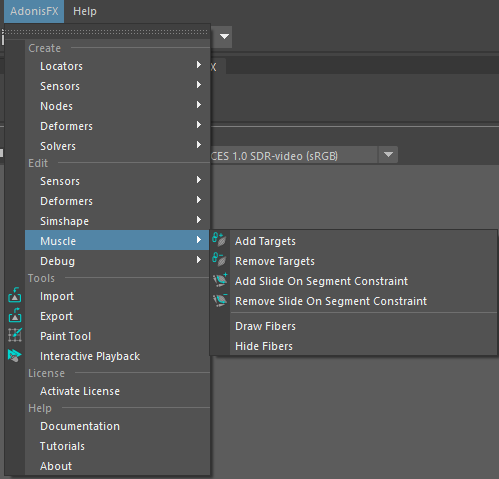 AdonisFX Help
Create
Locators
Sensors
X
Nodes
Deformers
Solvers
CES 1.0 SDR-video (sRGB)
Edit
Sensors
Deformers
Simshape
Muscle
Debug
Add Targets
Remove Targets
Add Slide On Segment Constraint
Remove Slide On Segment Constraint
Draw Fibers
Hide Fibers
Tools
Import
Export
Paint Tool
Interactive Playback
License
Activate License
Help
Documentation
Tutorials
About